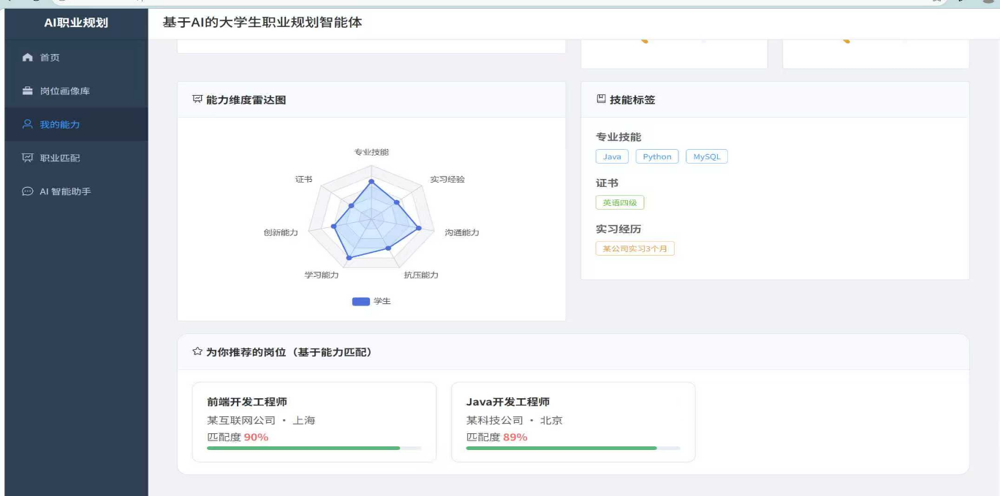 AI职业规划
基于AI的大学生职业规划智能体
首页
岗位画像库
我的能力
职业匹配
AI 智能助手
能力维度雷达图
专业技能
证书
实习经验
创新能力
沟通能力
学习能力
抗压能力
学生
技能标签
专业技能
Java Python MySQL
证书
英语四级
实习经历
某公司实习3个月
为你推荐的岗位（基于能力匹配）
前端开发工程师
某互联网公司 · 上海
匹配度 90%
Java开发工程师
某科技公司 · 北京
匹配度 89%